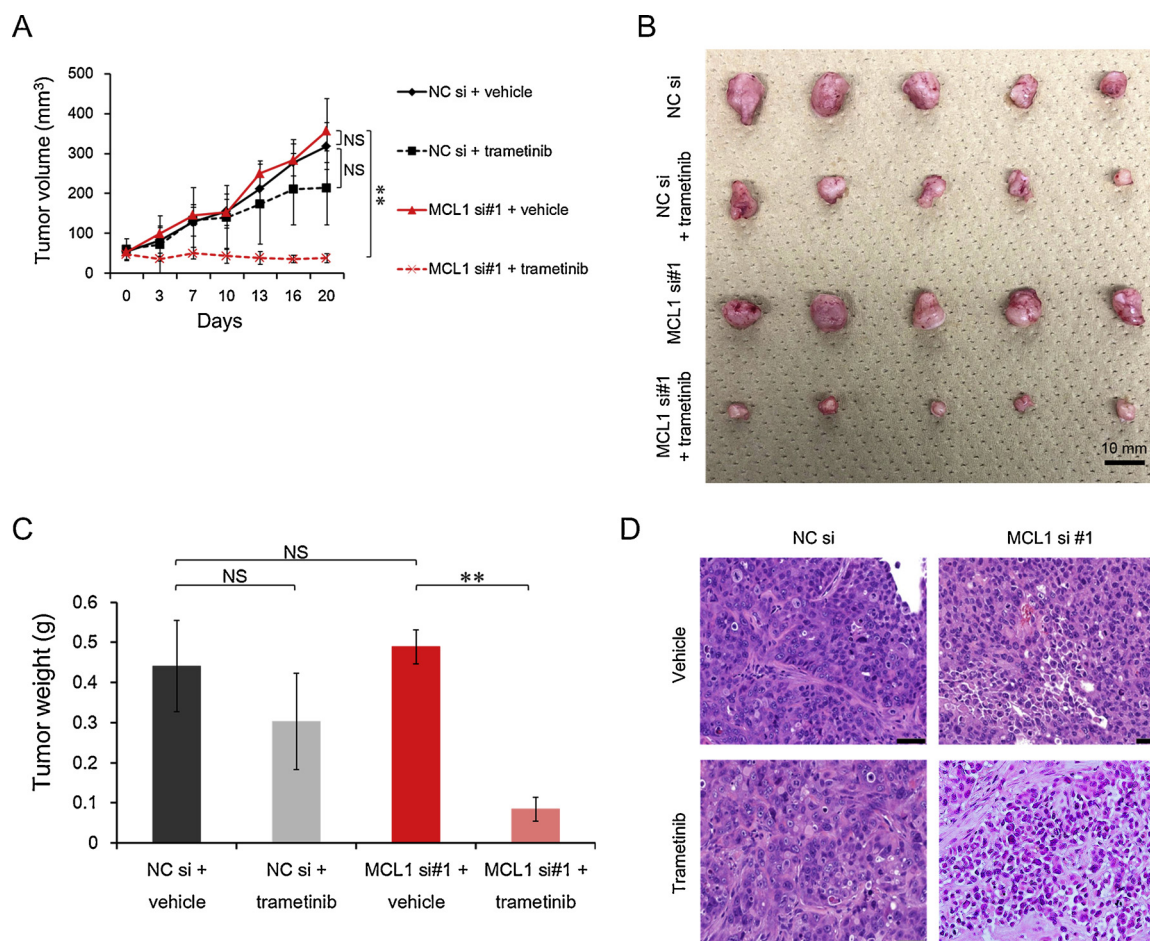 A
Tumor volume (mm³)
500
400
300
200
100
0
0 3 7 10 13 16 20
Days
NS
NS
**
NC si + vehicle
NC si + trametinib
MCL1 si#1 + vehicle
MCL1 si#1 + trametinib
B
NC si
NC si
+ trametinib
MCL1 si#1
MCL1 si#1
+ trametinib
10 mm
C
NS
NS
**
Tumor weight (g)
0.6
0.5
0.4
0.3
0.2
0.1
0
NC si +
vehicle
NC si +
trametinib
MCL1 si#1 +
vehicle
MCL1 si#1 +
trametinib
D
NC si
MCL1 si #1
Vehicle
Trametinib